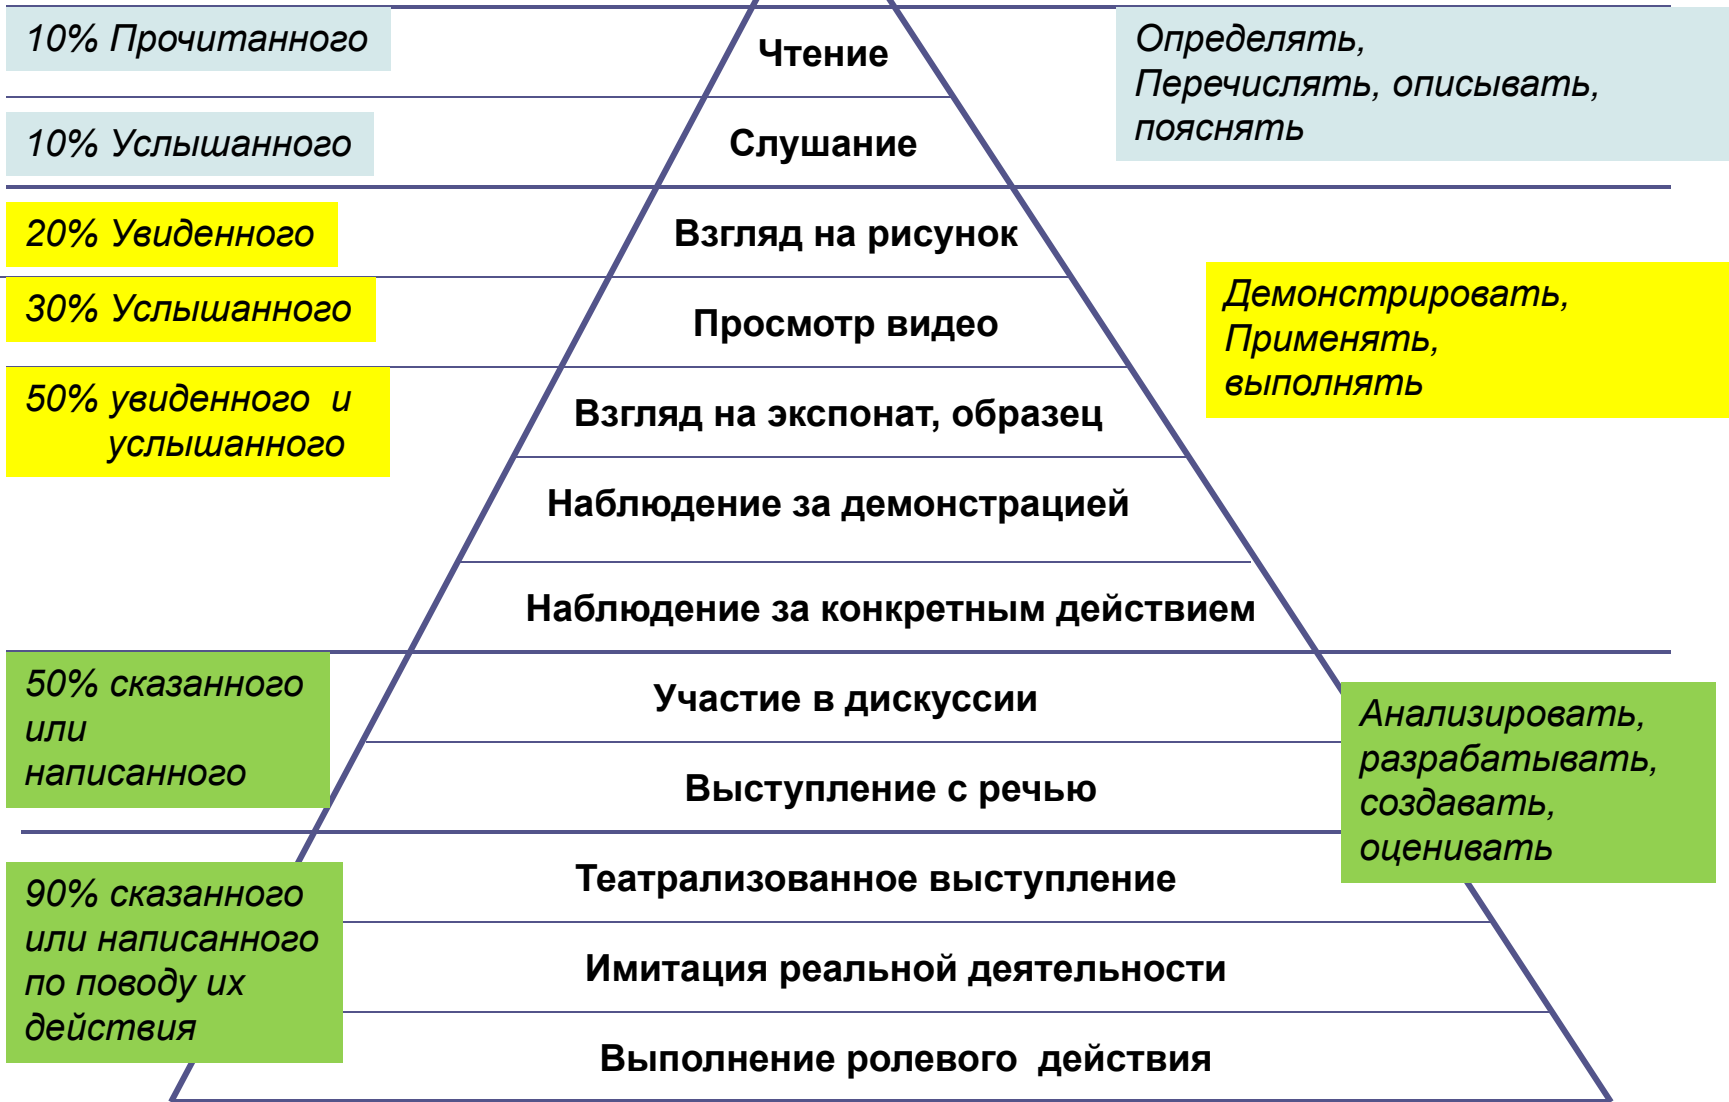 10% Прочитанного
Чтение
Определять,
Перечислять, описывать,
пояснять
10% Услышанного
Слушание
20% Увиденного
Взгляд на рисунок
30% Услышанного
Просмотр видео
Демонстрировать,
Применять,
выполнять
50% увиденного и
услышанного
Взгляд на экспонат, образец
Наблюдение за демонстрацией
Наблюдение за конкретным действием
50% сказанного
или
написанного
Участие в дискуссии
Выступление с речью
Анализировать,
разрабатывать,
создавать,
оценивать
90% сказанного
или написанного
по поводу их
действия
Театрализованное выступление
Имитация реальной деятельности
Выполнение ролевого действия